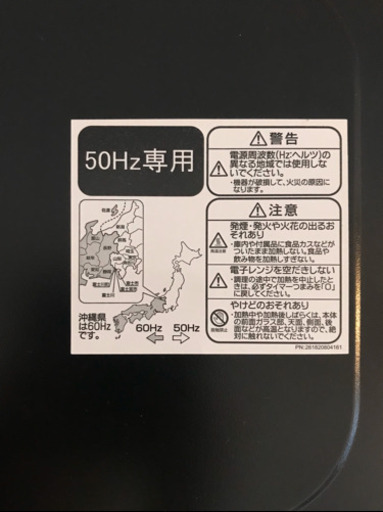 50Hz専用
沖縄県
は60Hz
です。
60Hz 50Hz
警告
電源周波数(Hz:ヘルツ)の
異なる地域では使用しな
いでください。
・機器が破損して、火災の原因に
なります。
注意
発煙・発火や火花の出るお
それあり
・庫内や付属品に食品カスなどが
ついたまま加熱しない。食品や
飲み物を加熱しすぎない。
電子レンジを空だきしない
・調理の途中で加熱を中止したと
きは、必ずタイマーつまみを「0」
に戻してください。
やけどのおそれあり
・加熱中や加熱後しばらくは、本体
の前面ガラス部、天面、側面、後
面などが高温となりますので、絶
対に触れないでください。
PN:261820604161